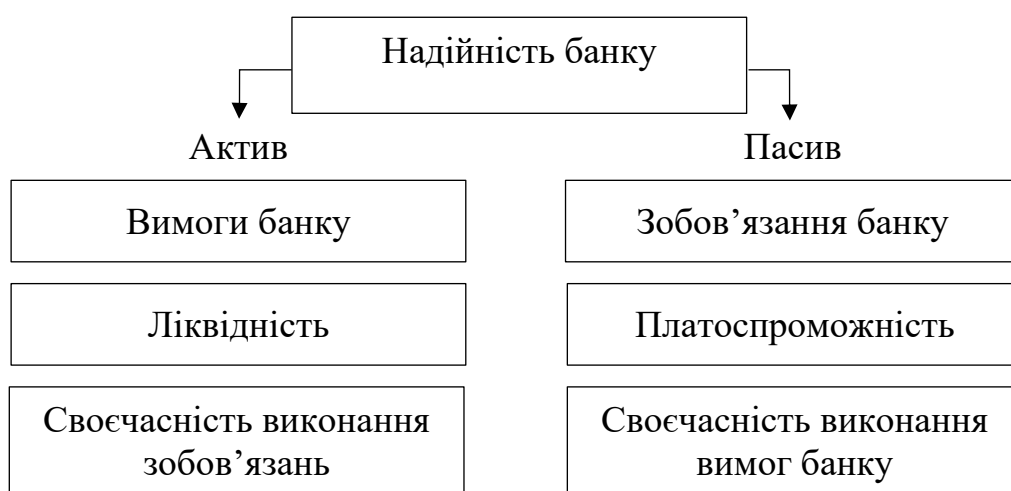 Надійність банку
Актив
Пасив
Вимоги банку
Зобов’язання банку
Ліквідність
Платоспроможність
Своєчасність виконання
зобов’язань
Своєчасність виконання
вимог банку